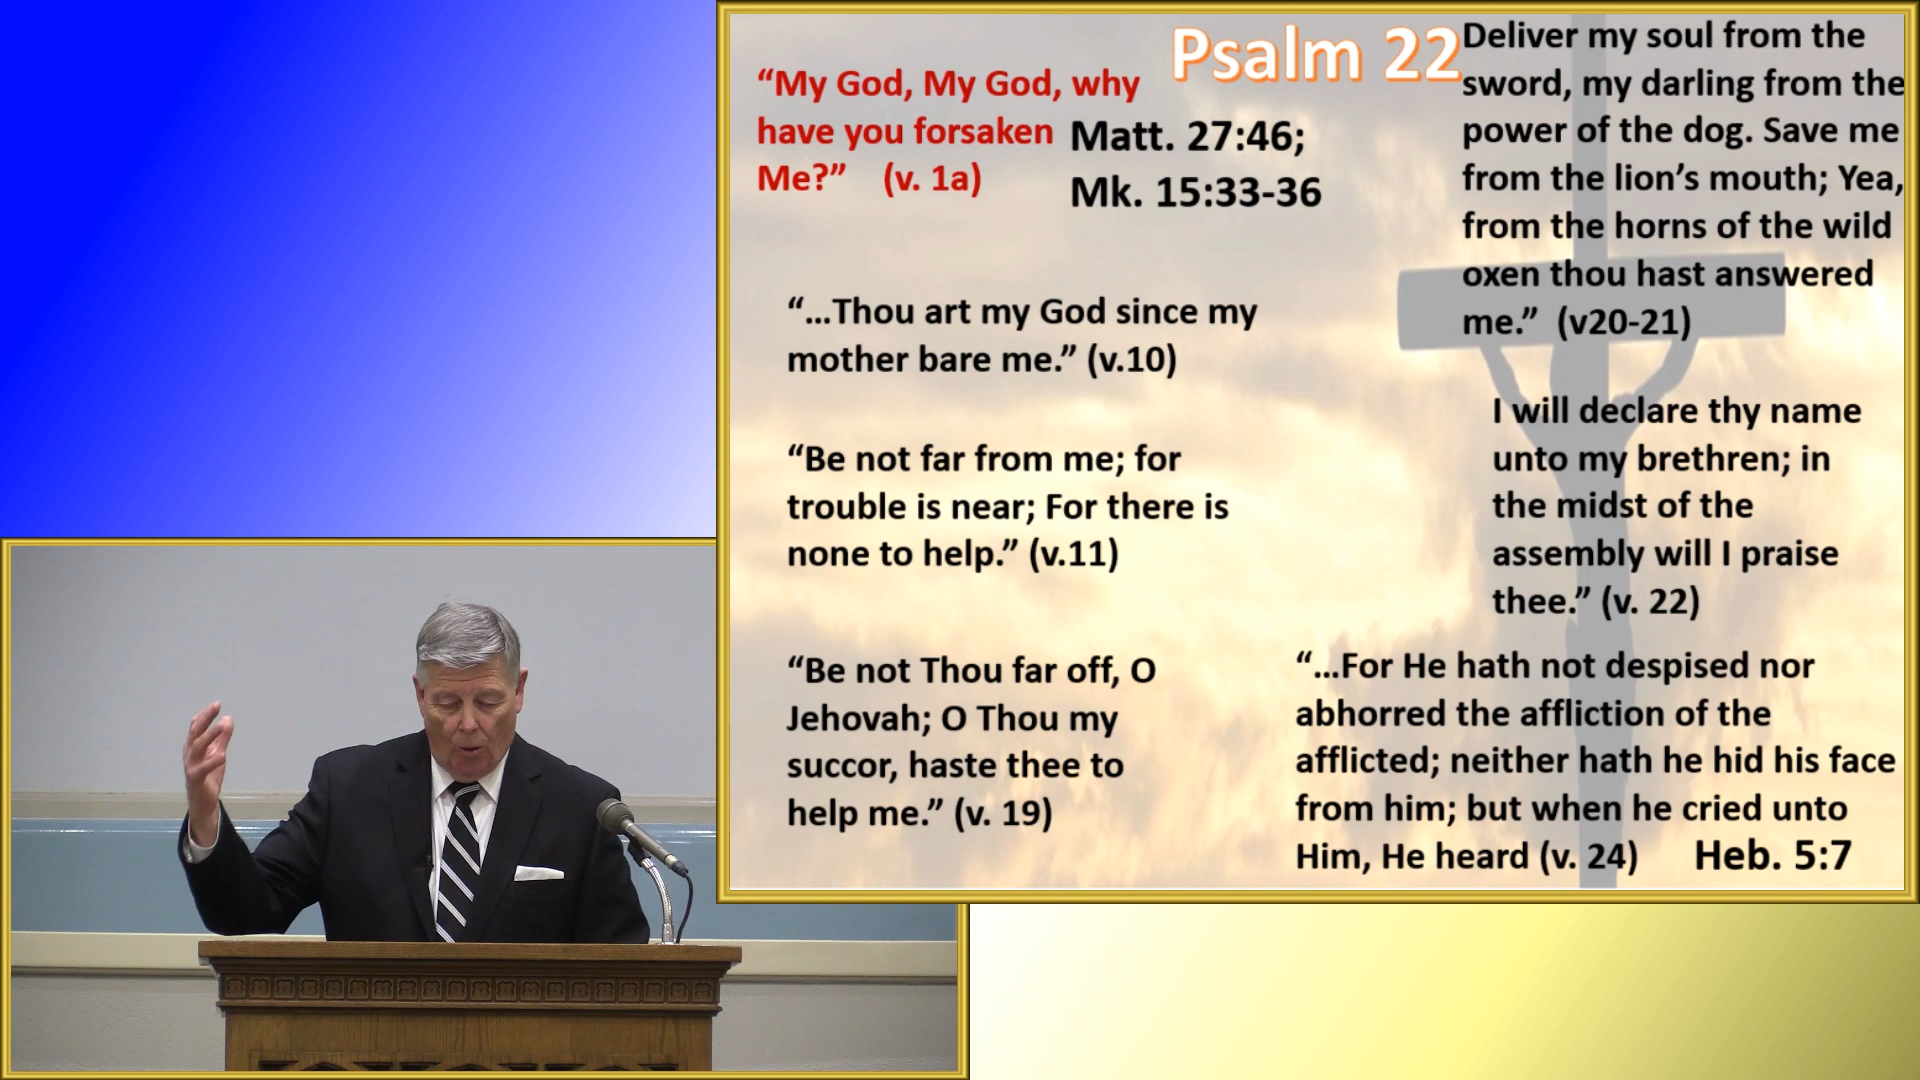 Psalm 22
“My God, My God, why
have you forsaken
Me?” (v. 1a)
Matt. 27:46;
Mk. 15:33-36
“...Thou art my God since my
mother bare me.” (v.10)
“Be not far from me; for
trouble is near; For there is
none to help.” (v.11)
“Be not Thou far off, O
Jehovah; O Thou my
succor, haste thee to
help me.” (v. 19)
Deliver my soul from the
sword, my darling from the
power of the dog. Save me
from the lion’s mouth; Yea,
from the horns of the wild
oxen thou hast answered
me.” (v20-21)
I will declare thy name
unto my brethren; in
the midst of the
assembly will I praise
thee.” (v. 22)
“...For He hath not despised nor
abhorred the affliction of the
afflicted; neither hath he hid his face
from him; but when he cried unto
Him, He heard (v. 24) Heb. 5:7